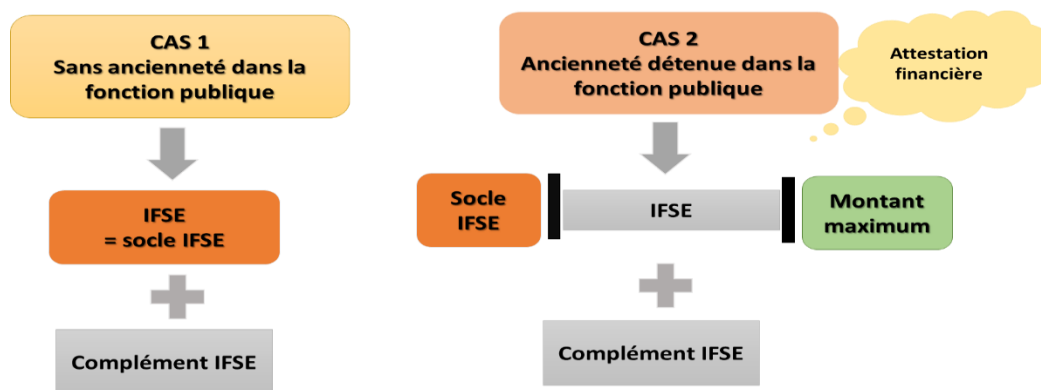 CAS 1
Sans ancienneté dans la
fonction publique
IFSE
= socle IFSE
Complément IFSE
CAS 2
Ancienneté détenue dans la
fonction publique
Attestation
financière
Socle
IFSE
IFSE
Montant
maximum
Complément IFSE